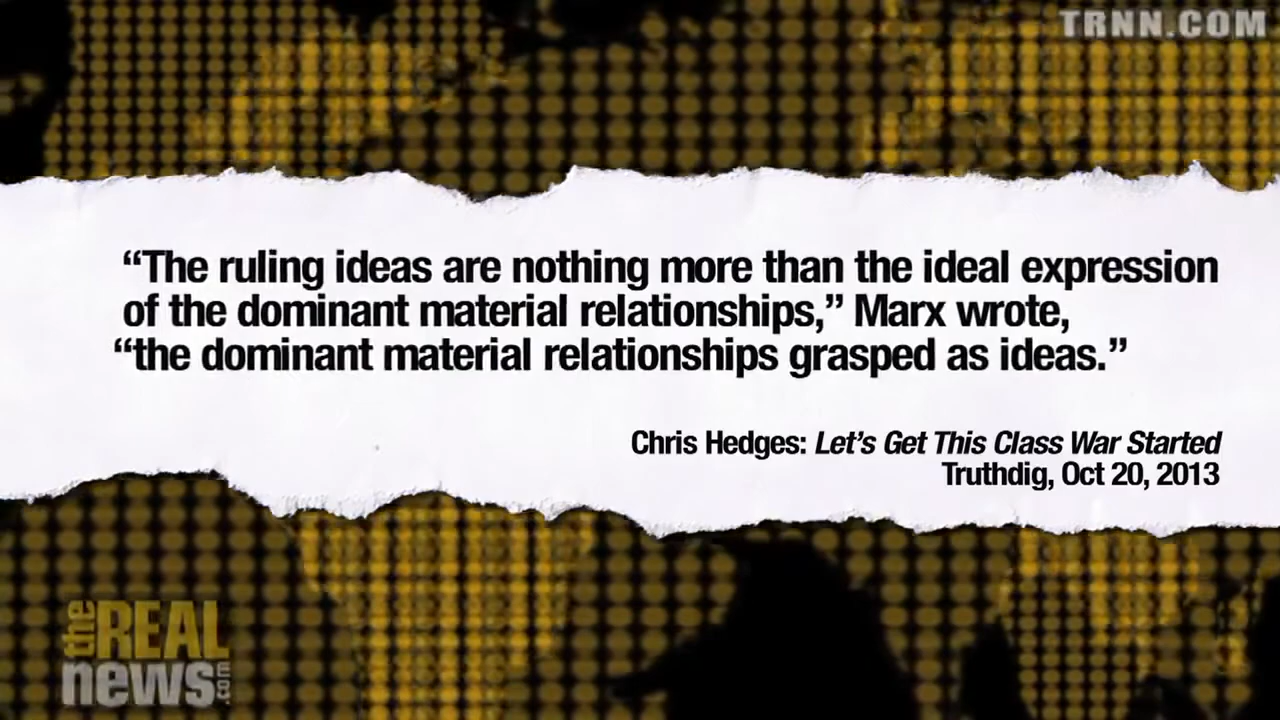 TRNN.COM
“The ruling ideas are nothing more than the ideal expression
of the dominant material relationships,” Marx wrote,
“the dominant material relationships grasped as ideas.”
Chris Hedges: Let’s Get This Class War Started
Truthdig, Oct 20, 2013
the REAL
news.com